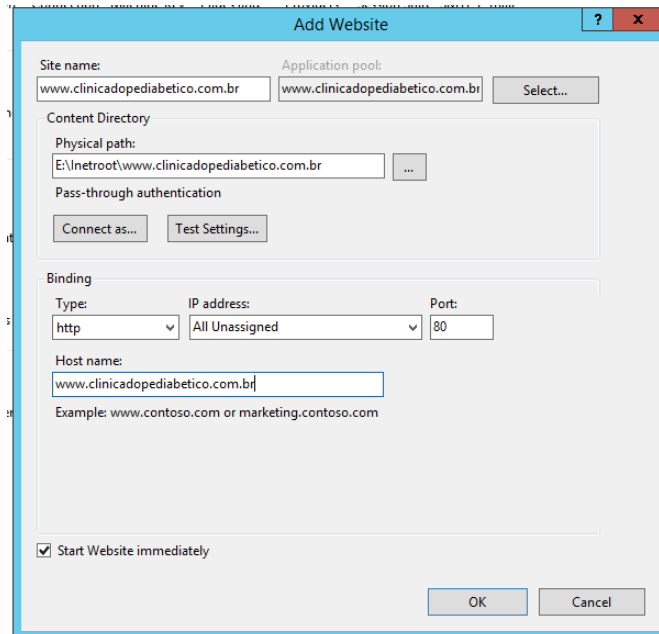 Add Website
?
x
Site name:
Application pool:
www.clinicadopediabetico.com.br
www.clinicadopediabetico.com.br
Select...
Content Directory
Physical path:
E:\Inetroot\www.clinicadopediabetico.com.br
...
Pass-through authentication
Connect as...
Test Settings...
Binding
Type:
IP address:
Port:
http
All Unassigned
80
Host name:
www.clinicadopediabetico.com.br
Example: www.contoso.com or marketing.contoso.com
Start Website immediately
OK
Cancel